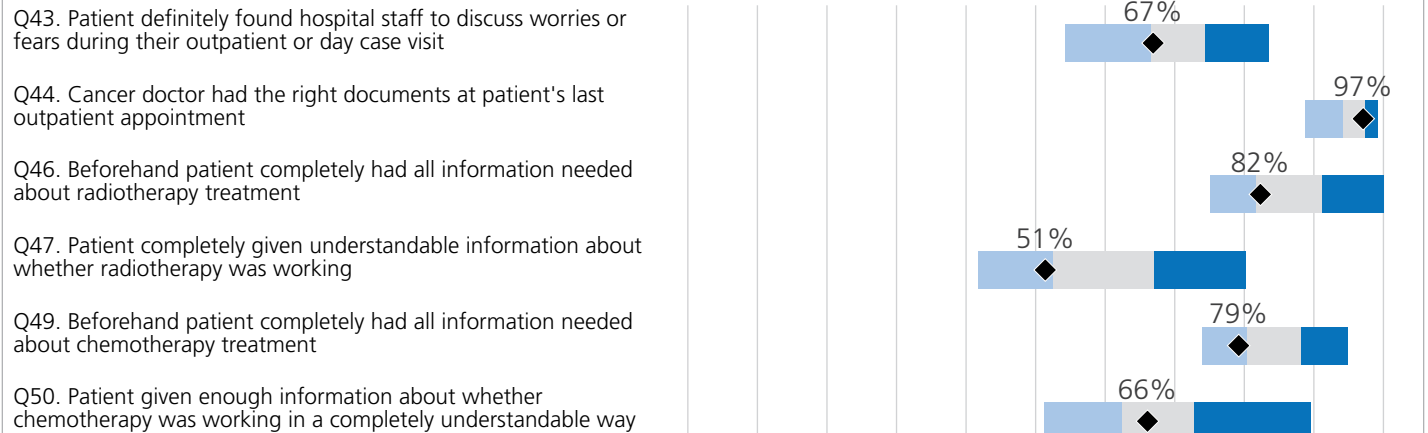 67%
Q43. Patient definitely found hospital staff to discuss worries or
fears during their outpatient or day case visit
97%
Q44. Cancer doctor had the right documents at patient's last
outpatient appointment
82%
Q46. Beforehand patient completely had all information needed
about radiotherapy treatment
51%
Q47. Patient completely given understandable information about
whether radiotherapy was working
79%
Q49. Beforehand patient completely had all information needed
about chemotherapy treatment
66%
Q50. Patient given enough information about whether
chemotherapy was working in a completely understandable way